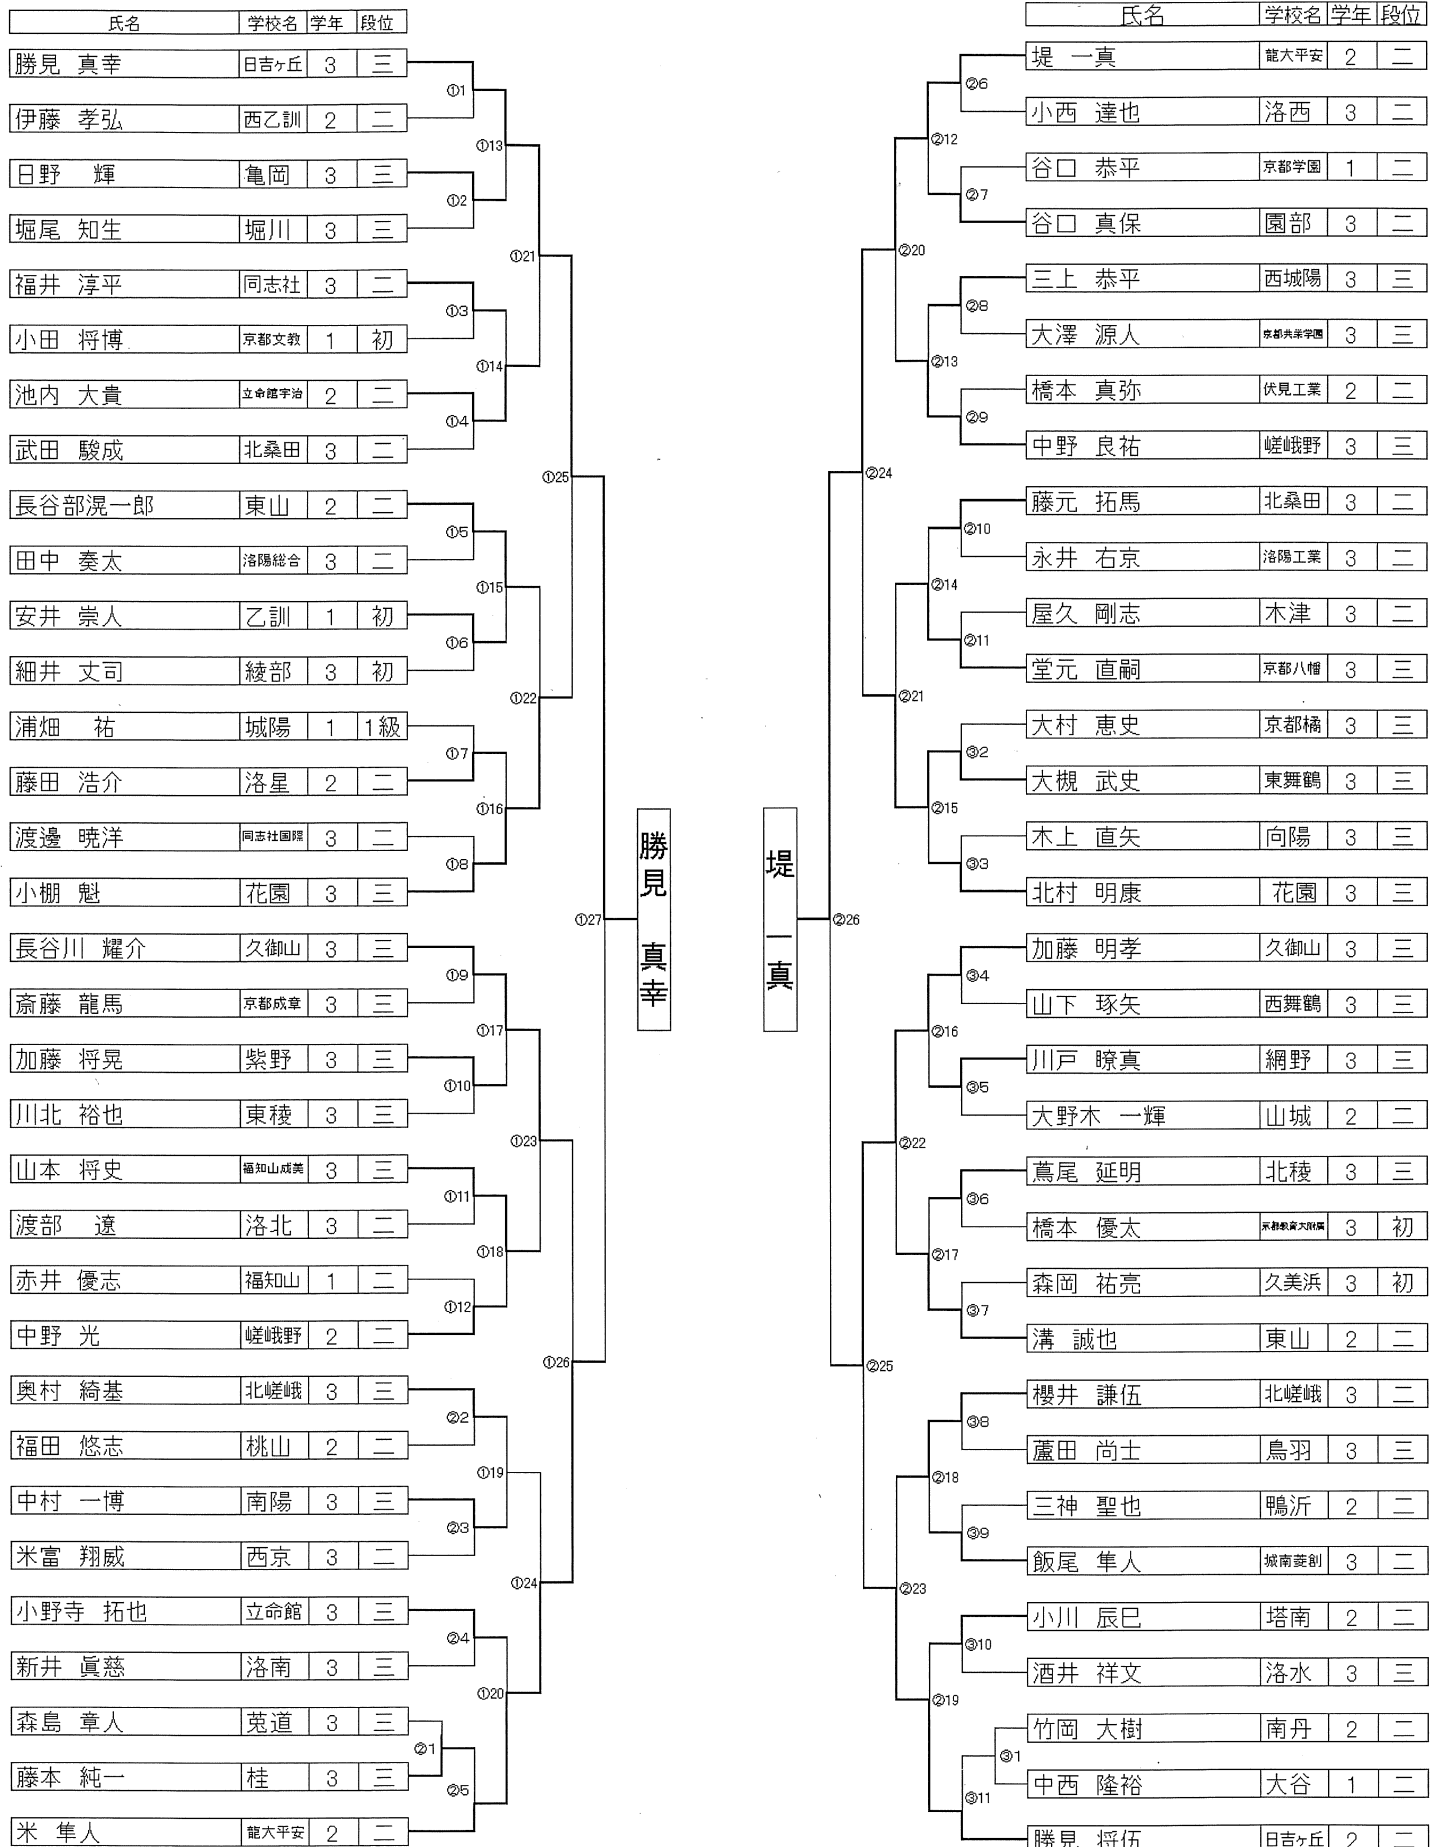 氏名 学校名 学年 段位
勝見 真幸 日吉ヶ丘 3 三
①1
伊藤 孝弘 西乙訓 2 二
①13
日野 輝 亀岡 3 三
①2
堀尾 知生 堀川 3 三
①21
福井 淳平 同志社 3 二
①3
小田 将博 京都文教 1 初
①14
池内 大貴 立命館宇治 2 二
①4
武田 駿成 北桑田 3 二
①25
長谷部滉一郎 東山 2 二
①5
田中 奏太 洛陽総合 3 二
①15
安井 崇人 乙訓 1 初
①6
細井 丈司 綾部 3 初
①22
浦畑 祐 城陽 1 1級
①7
藤田 浩介 洛星 2 二
①16
渡邊 暁洋 同志社国際 3 二
①8
小棚 魁 花園 3 三
①27
長谷川 耀介 久御山 3 三
①9
斎藤 龍馬 京都成章 3 三
①17
加藤 将晃 紫野 3 三
①10
川北 裕也 東稜 3 三
①23
山本 将史 福知山成美 3 三
①11
渡部 遼 洛北 3 二
①18
赤井 優志 福知山 1 二
①12
中野 光 嵯峨野 2 二
①26
奥村 綺基 北嵯峨 3 三
②2
福田 悠志 桃山 2 二
①19
中村 一博 南陽 3 三
②3
米富 翔威 西京 3 二
①24
小野寺 拓也 立命館 3 三
②4
新井 眞慈 洛南 3 三
①20
森島 章人 莵道 3 三
②1
藤本 純一 桂 3 三
②5
米 隼人 龍大平安 2 二
勝見 真幸
堤 一真
氏名 学校名 学年 段位
堤 一真 龍大平安 2 二
②6
小西 達也 洛西 3 二
②12
谷口 恭平 京都学園 1 二
②7
谷口 真保 園部 3 二
②20
三上 恭平 西城陽 3 三
②8
大澤 源人 京都共栄学園 3 三
②13
橋本 真弥 伏見工業 2 二
②9
中野 良祐 嵯峨野 3 三
②24
藤元 拓馬 北桑田 3 二
②10
永井 右京 洛陽工業 3 二
②14
屋久 剛志 木津 3 二
②11
堂元 直嗣 京都八幡 3 三
②21
大村 恵史 京都橘 3 三
③2
大槻 武史 東舞鶴 3 三
②15
木上 直矢 向陽 3 三
③3
北村 明康 花園 3 三
②26
加藤 明孝 久御山 3 三
③4
山下 琢矢 西舞鶴 3 三
②16
川戸 瞭真 網野 3 三
③5
大野木 一輝 山城 2 二
②22
蔦尾 延明 北稜 3 三
③6
橋本 優太 京都教育大附属 3 初
②17
森岡 祐亮 久美浜 3 初
③7
溝 誠也 東山 2 二
②25
櫻井 謙伍 北嵯峨 3 二
③8
蘆田 尚士 鳥羽 3 三
②18
三神 聖也 鴨沂 2 二
③9
飯尾 隼人 城南菱創 3 二
②23
小川 辰巳 塔南 2 二
③10
酒井 祥文 洛水 3 三
②19
竹岡 大樹 南丹 2 二
③1
中西 隆裕 大谷 1 二
③11
勝見 将伍 日吉ヶ丘 2 二